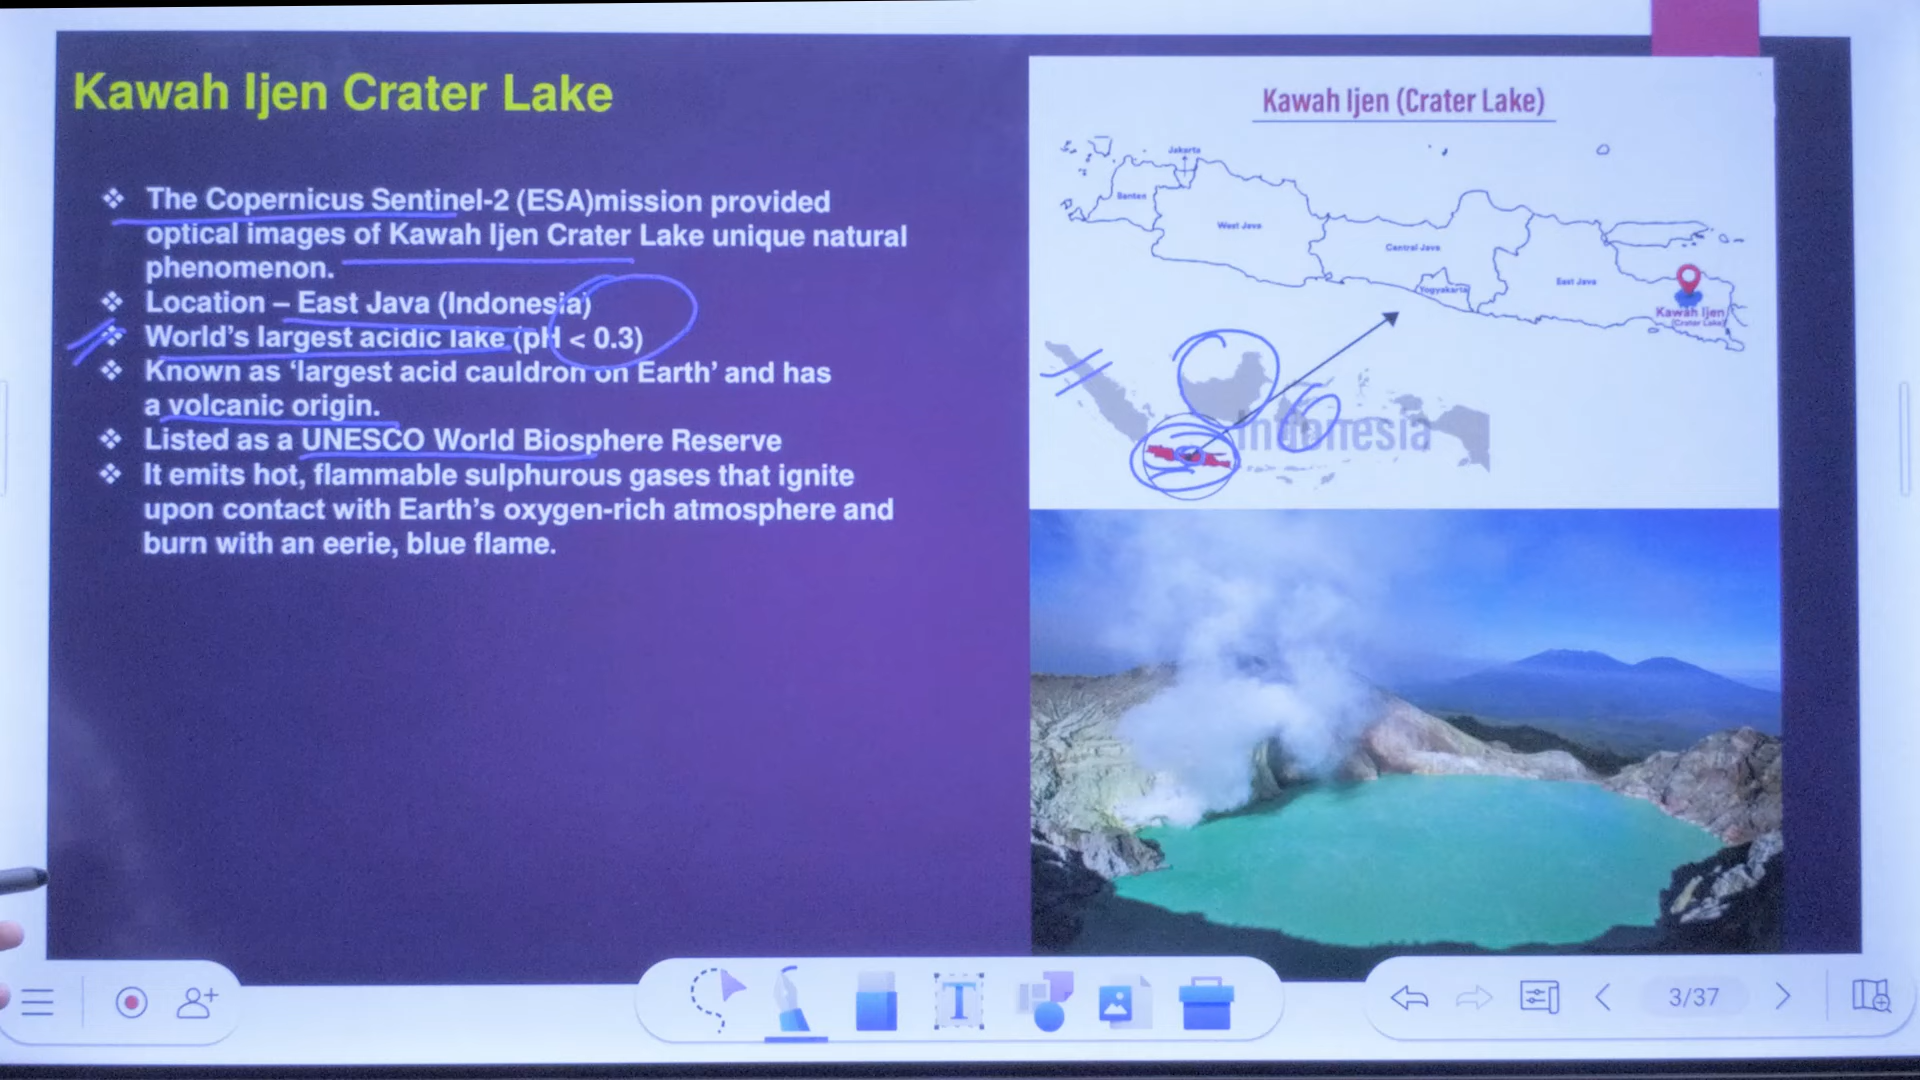 Kawah Ijen Crater Lake
❖ The Copernicus Sentinel-2 (ESA)mission provided
optical images of Kawah Ijen Crater Lake unique natural
phenomenon.
❖ Location – East Java (Indonesia)
❖ World's largest acidic lake (pH < 0.3)
❖ Known as 'largest acid cauldron on Earth' and has
a volcanic origin.
❖ Listed as a UNESCO World Biosphere Reserve
❖ It emits hot, flammable sulphurous gases that ignite
upon contact with Earth's oxygen-rich atmosphere and
burn with an eerie, blue flame.
Kawah Ijen (Crater Lake)
Jakarta
Banten
West Java
Central Java
Yogyakarta
East Java
Kawah Ijen
(Crater Lake)
Indonesia
T
3/37